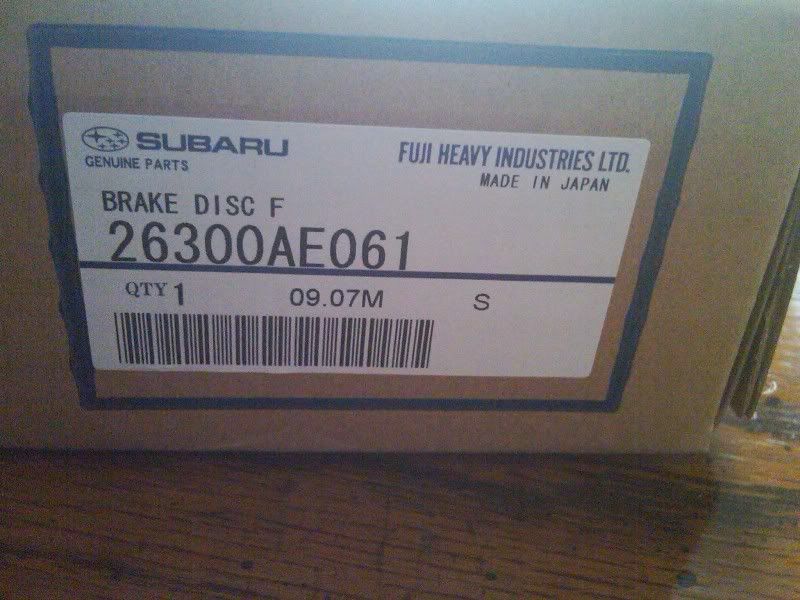 SUBARU
GENUINE PARTS
FUJI HEAVY INDUSTRIES LTD.
MADE IN JAPAN
BRAKE DISC F
26300AE061
QTY 1 09.07M S